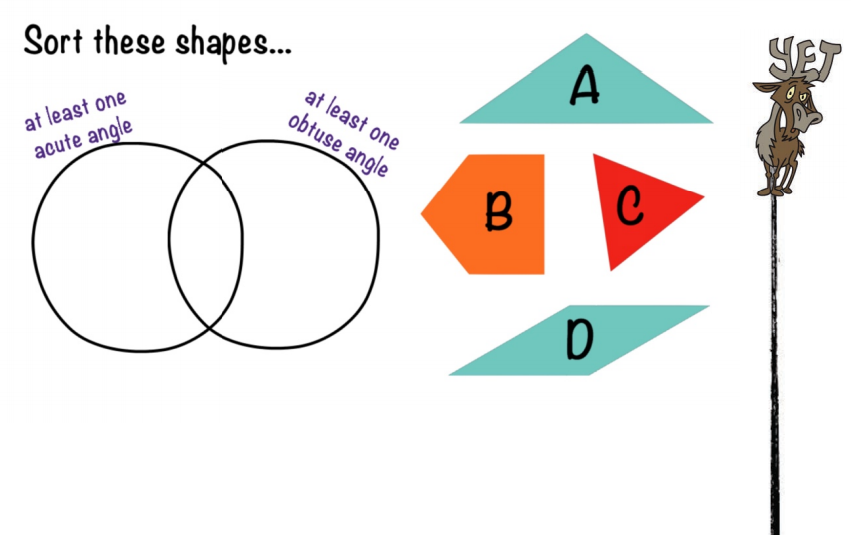 Sort these shapes...
at least one
acute angle
at least one
obtuse angle
A
B
C
D
YET